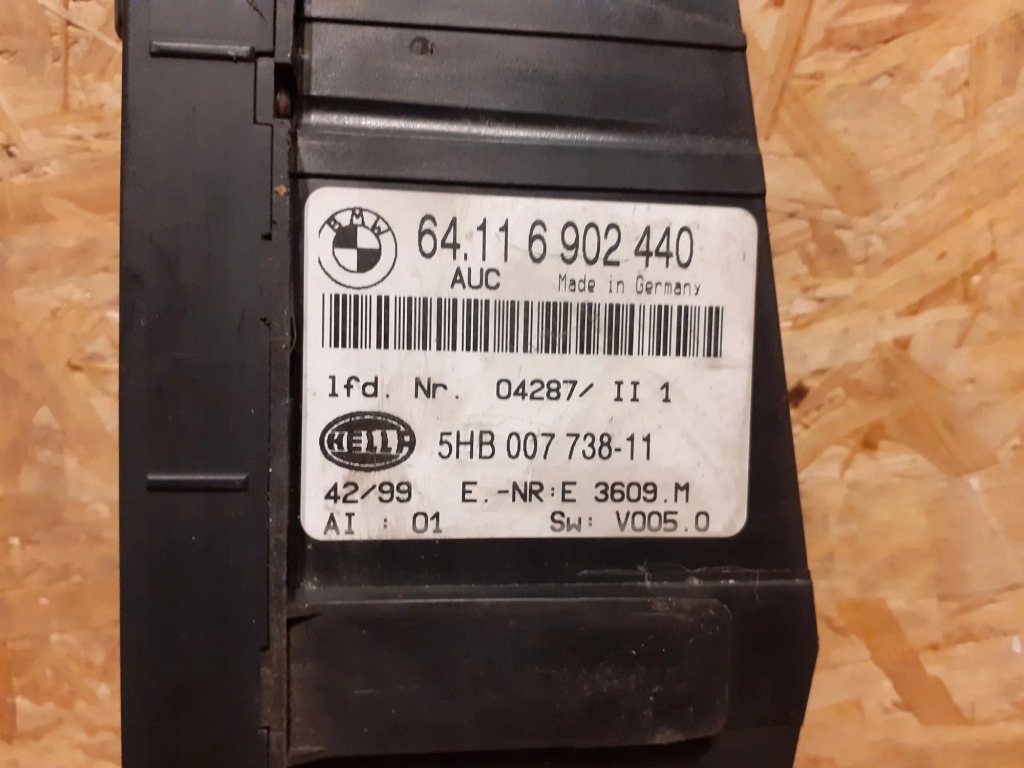 BMW
64.11 6 902 440
AUC Made in Germany
lfd. Nr. 04287/ II 1
HELLA
5HB 007 738-11
42/99 E.-NR:E 3609.M
AI : 01 Sw: V005.0